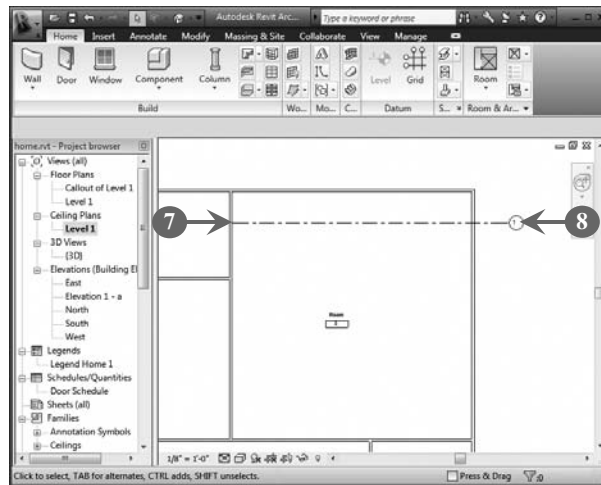 Autodesk Revit Arc...
Type a keyword or phrase
Home Insert Annotate Modify Massing & Site Collaborate View Manage
Wall Door Window Component Column Level Grid Room
Build Wo... Mo... C... Datum S... Room & Ar...
home.rvt - Project browser
Views (all)
Floor Plans
Callout of Level 1
Level 1
Ceiling Plans
Level 1
3D Views
{3D}
Elevations (Building El
East
Elevation 1 - a
North
South
West
Legends
Legend Home 1
Schedules/Quantities
Door Schedule
Sheets (all)
Families
Annotation Symbols
Ceilings
7
1
8
Room
1/8" = 1'-0"
Click to select, TAB for alternates, CTRL adds, SHIFT unselects.
Press & Drag
:0